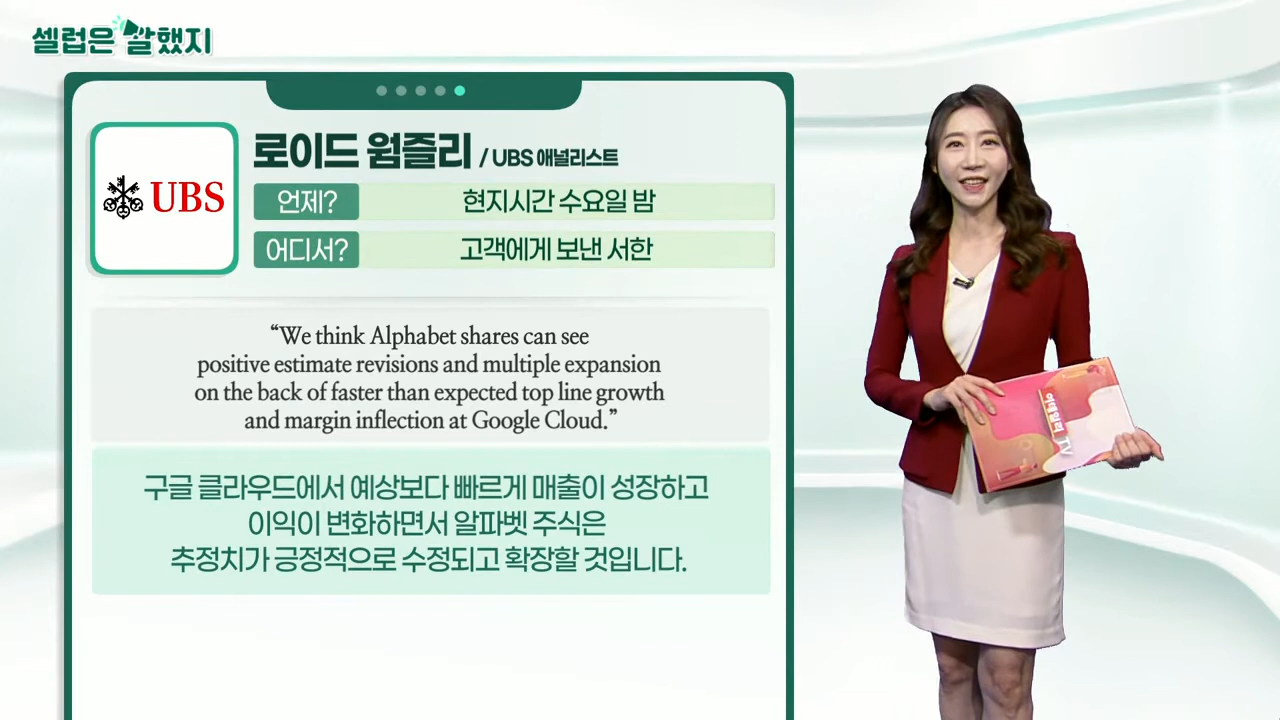 셀럽은 말했지
UBS
로이드 웜즐리 / UBS 애널리스트
언제? 현지시간 수요일 밤
어디서? 고객에게 보낸 서한
“We think Alphabet shares can see
positive estimate revisions and multiple expansion
on the back of faster than expected top line growth
and margin inflection at Google Cloud.”
구글 클라우드에서 예상보다 빠르게 매출이 성장하고
이익이 변화하면서 알파벳 주식은
추정치가 긍정적으로 수정되고 확장할 것입니다.
이데일리 TV